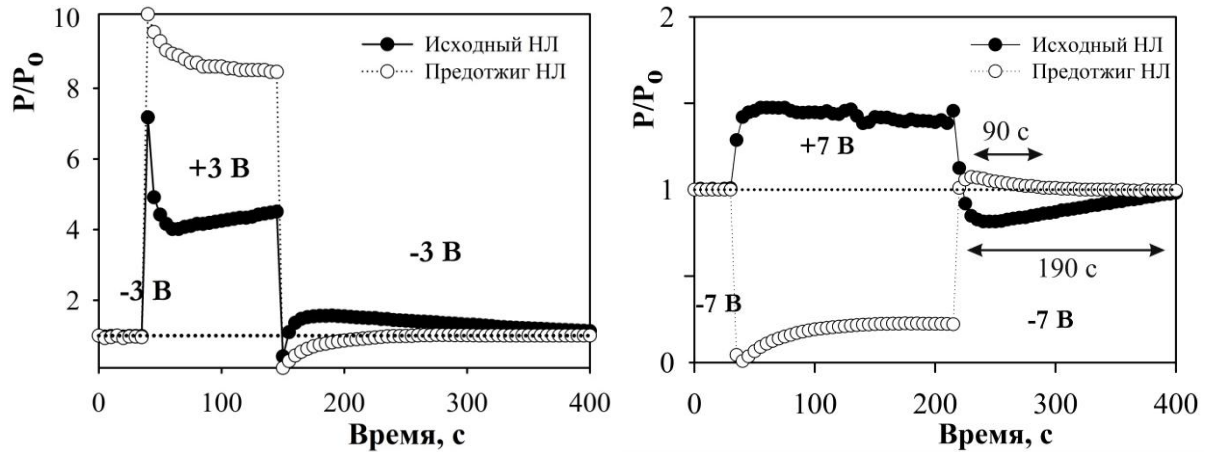 P/P₀
10
8
6
4
2
Исходный НЛ
Предотжиг НЛ
+3 В
-3 В
-3 В
0
100
200
300
400
Время, с
P/P₀
2
1
0
Исходный НЛ
Предотжиг НЛ
90 с
+7 В
190 с
-7 В
-7 В
0
100
200
300
400
Время, с